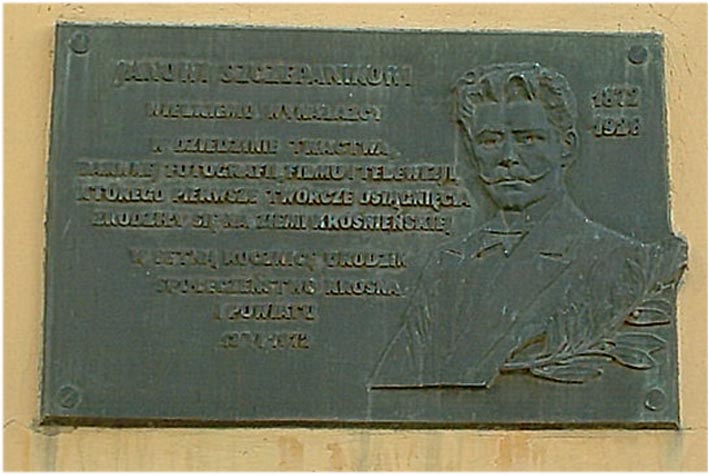 JANOWI SZCZEPANIKOWI
WIELKIEMU WYNALAZCY
W DZIEDZINIE TKACTWA,
BARWNEJ FOTOGRAFII, FILMU I TELEWIZJI,
KTÓREGO PIERWSZE TWÓRCZE OSIĄGNIĘCIA
ZRODZIŁY SIĘ NA ZIEMI KROŚNIEŃSKIEJ
W SETNĄ ROCZNICĘ URODZIN
SPOŁECZEŃSTWO KROSNA
I POWIATU
1972
1872
1926